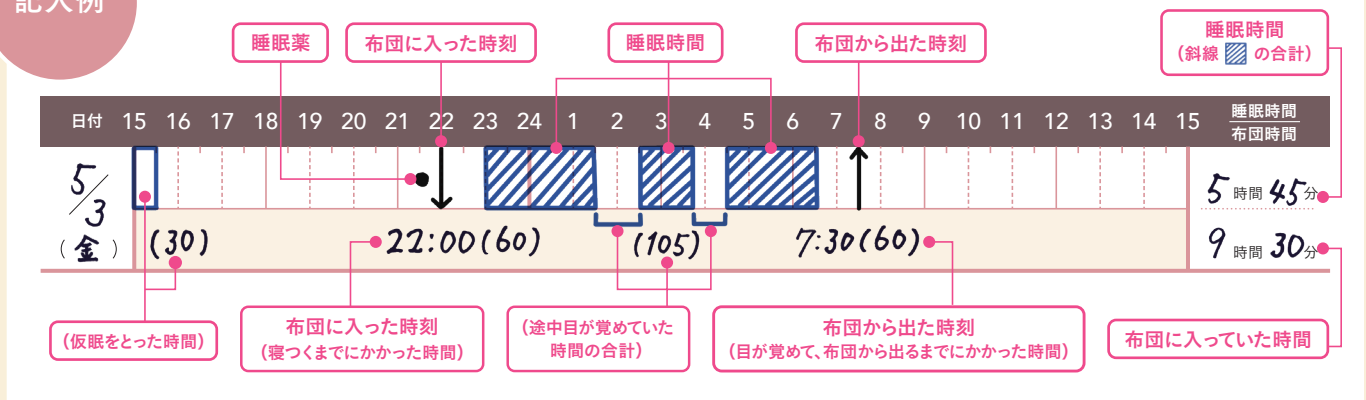 記入例
睡眠薬
布団に入った時刻
睡眠時間
布団から出た時刻
睡眠時間
(斜線 の合計)
日付 15 16 17 18 19 20 21 22 23 24 1 2 3 4 5 6 7 8 9 10 11 12 13 14 15 睡眠時間
布団時間
5/3
(金)
5 時間 45分
(30) 22:00(60) (105) 7:30(60) 9 時間 30分
(仮眠をとった時間)
布団に入った時刻
(寝つくまでにかかった時間)
(途中目が覚めていた
時間の合計)
布団から出た時刻
(目が覚めて、布団から出るまでにかかった時間)
布団に入っていた時間